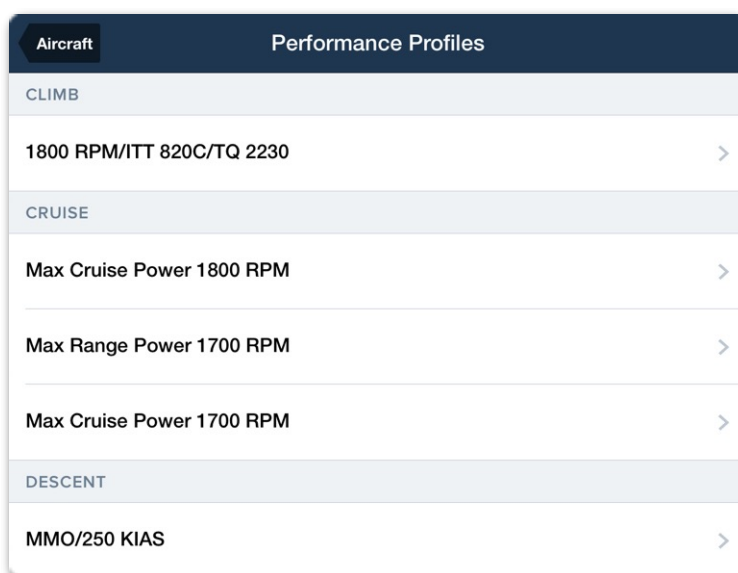 Aircraft
Performance Profiles
CLIMB
1800 RPM/ITT 820C/TQ 2230
CRUISE
Max Cruise Power 1800 RPM
Max Range Power 1700 RPM
Max Cruise Power 1700 RPM
DESCENT
MMO/250 KIAS